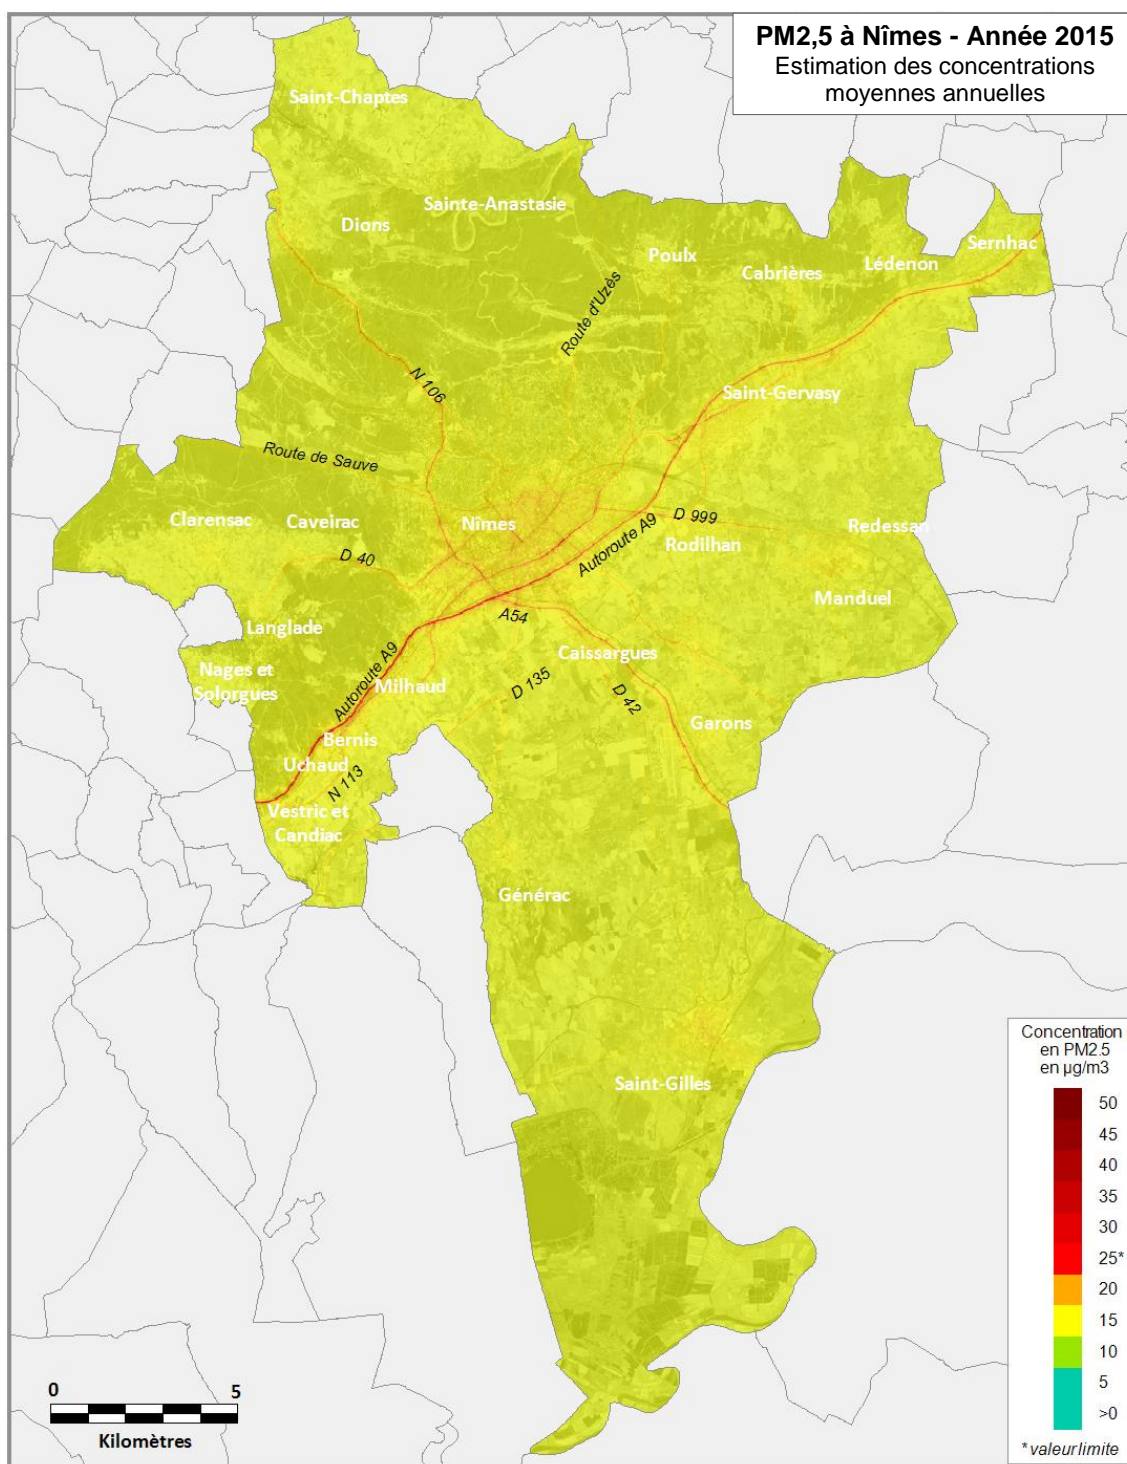 PM2,5 à Nîmes - Année 2015
Estimation des concentrations
moyennes annuelles
Saint-Chaptes
Sainte-Anastasie
Dions
Poulx
Cabrières
Lédenon
Sernhac
Route d'Uzès
N 106
Saint-Gervasy
Route de Sauve
Clarensac
Caveirac
Nîmes
D 999
Redessan
Autoroute A9
Rodilhan
D 40
Manduel
A54
Langlade
Caissargues
Nages et
Solorgues
Autoroute A9
Milhaud
D 135
D 42
Garons
Bernis
Uchaud
N 113
Vestric et
Candiac
Générac
Saint-Gilles
Concentration
en PM2.5
en µg/m3
50
45
40
35
30
25*
20
15
10
5
>0
*valeur limite
0 5
Kilomètres